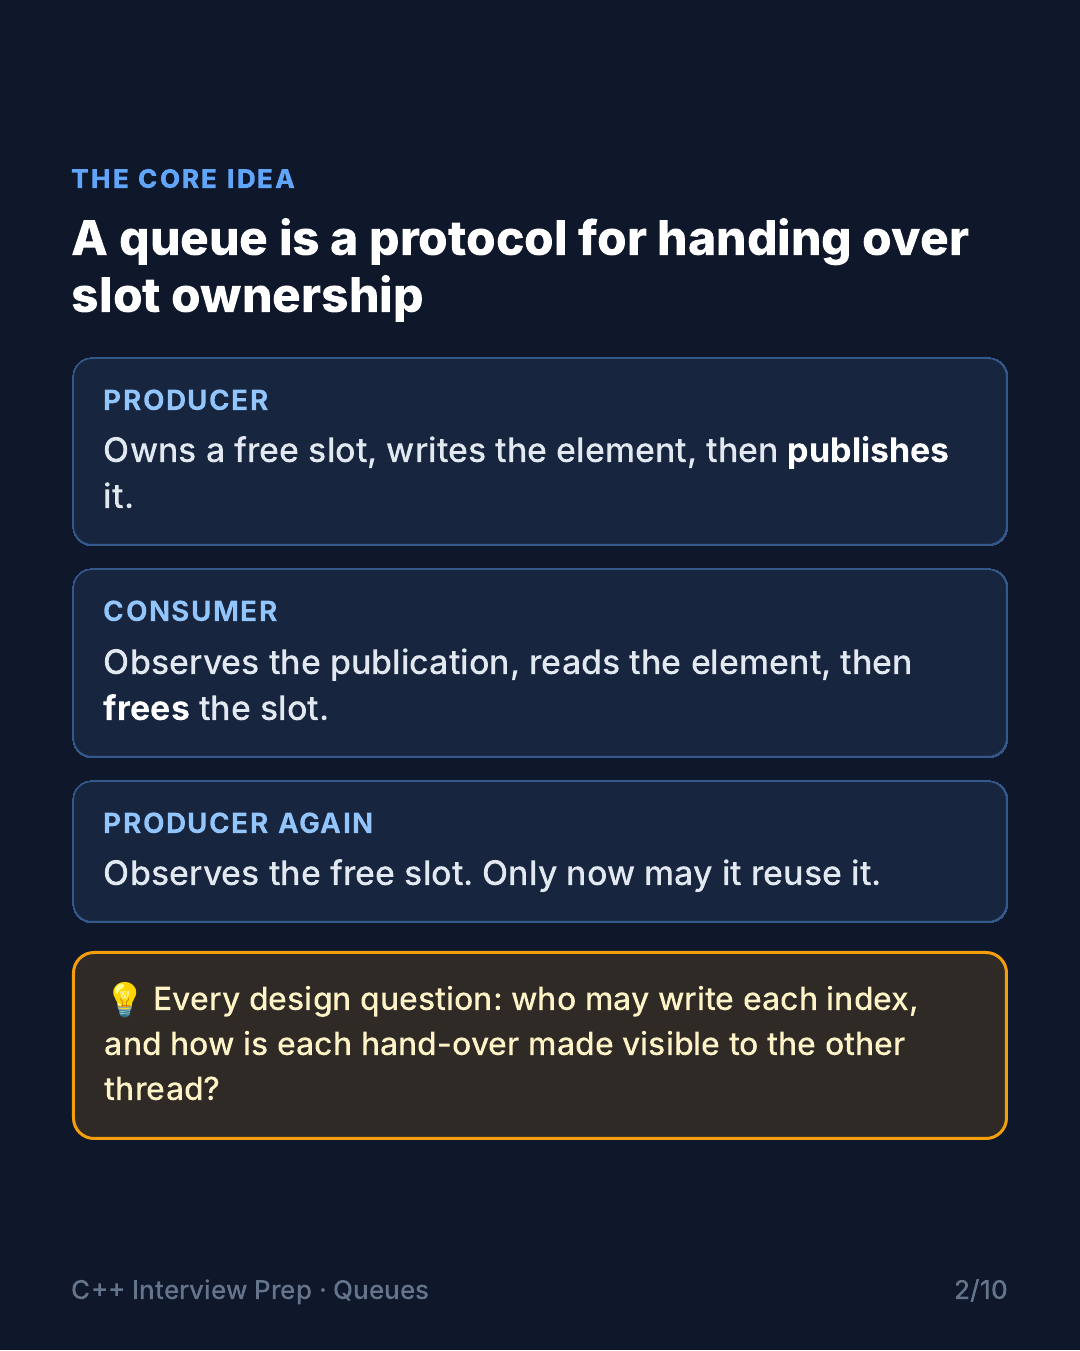 THE CORE IDEA
A queue is a protocol for handing over
slot ownership
PRODUCER
Owns a free slot, writes the element, then publishes
it.
CONSUMER
Observes the publication, reads the element, then
frees the slot.
PRODUCER AGAIN
Observes the free slot. Only now may it reuse it.
💡 Every design question: who may write each index,
and how is each hand-over made visible to the other
thread?
C++ Interview Prep · Queues
2/10